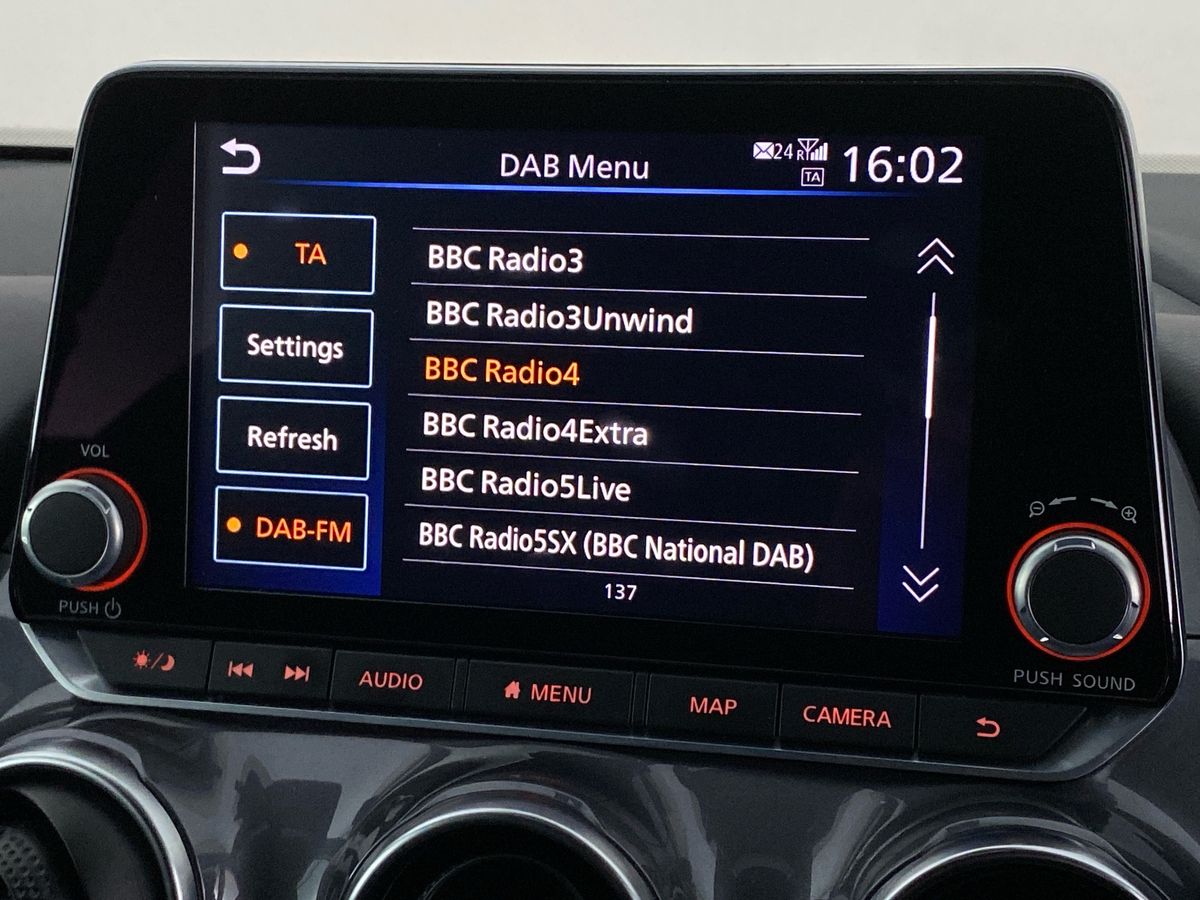 DAB Menu
24
R
TA
16:02
TA
Settings
Refresh
DAB-FM
BBC Radio3
BBC Radio3Unwind
BBC Radio4
BBC Radio4Extra
BBC Radio5Live
BBC Radio5SX (BBC National DAB)
137
VOL
PUSH
PUSH SOUND
AUDIO
MENU
MAP
CAMERA